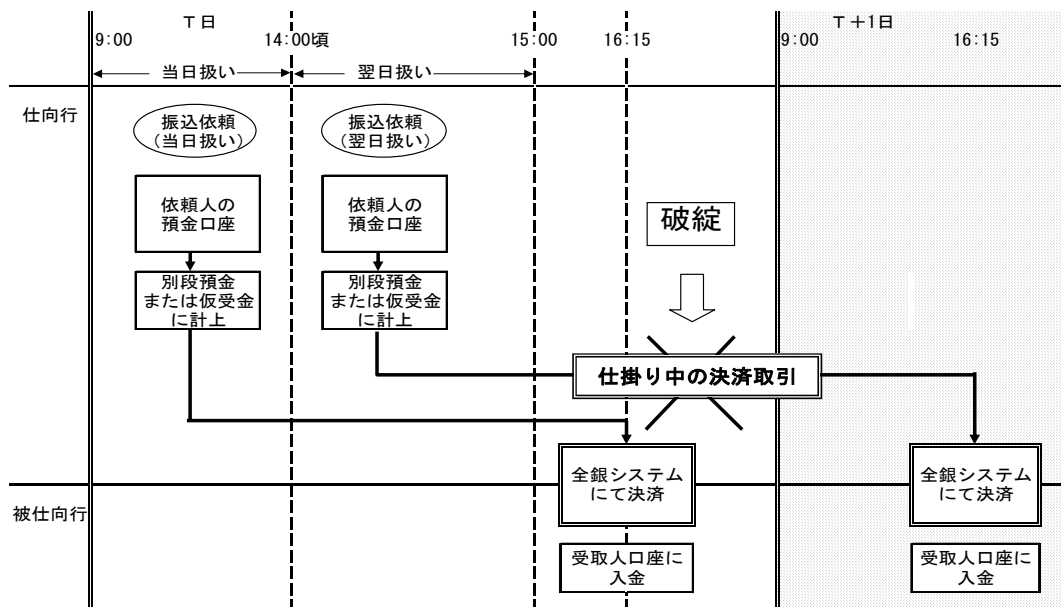 T日
T+1日
9:00
14:00頃
15:00
16:15
9:00
16:15
当日扱い
翌日扱い
仕向行
振込依頼
(当日扱い)
振込依頼
(翌日扱い)
依頼人の
預金口座
依頼人の
預金口座
破綻
別段預金
または仮受金
に計上
別段預金
または仮受金
に計上
仕掛り中の決済取引
全銀システム
にて決済
全銀システム
にて決済
被仕向行
受取人口座に
入金
受取人口座に
入金